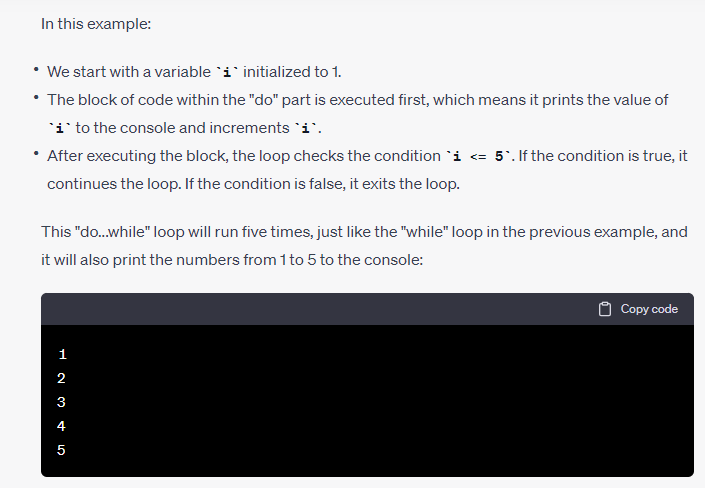 In this example:
• We start with a variable `i` initialized to 1.
• The block of code within the "do" part is executed first, which means it prints the value of
`i` to the console and increments `i`.
• After executing the block, the loop checks the condition `i <= 5`. If the condition is true, it
continues the loop. If the condition is false, it exits the loop.
This "do...while" loop will run five times, just like the "while" loop in the previous example, and
it will also print the numbers from 1 to 5 to the console:
Copy code
1
2
3
4
5